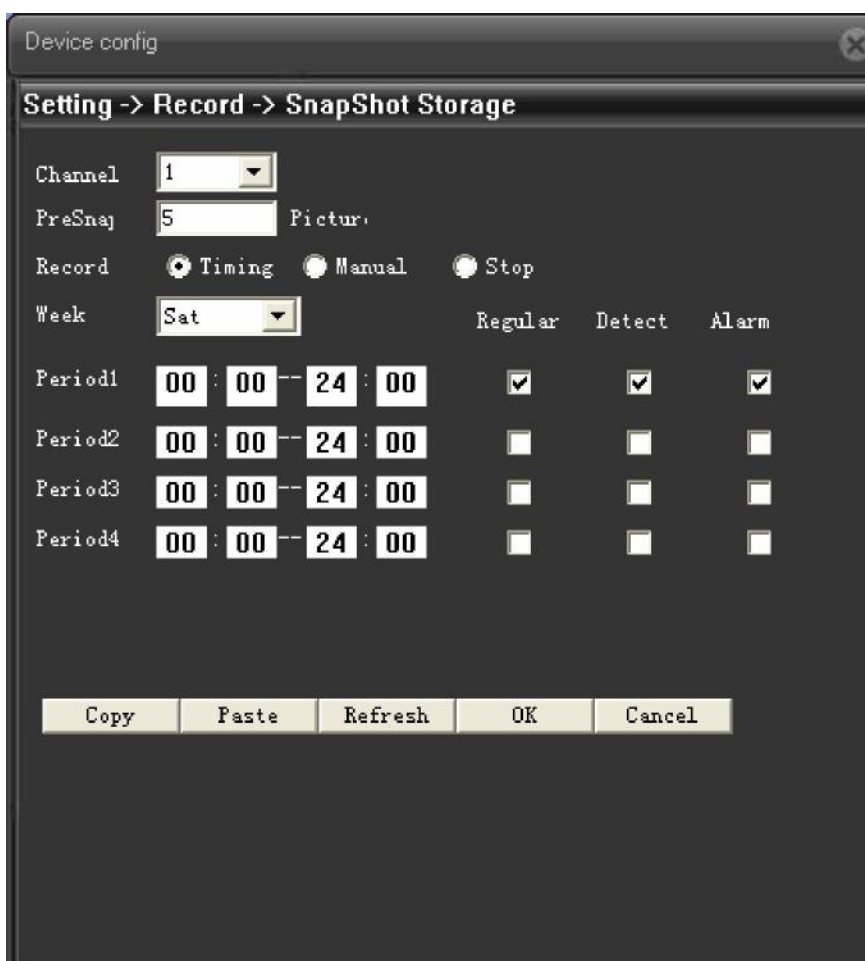 Device config
Setting -> Record -> SnapShot Storage
Channel 1
PreSnaj 5 Pictur
Record Timing Manual Stop
Week Sat Regular Detect Alarm
Period1 00 : 00 -- 24 : 00
Period2 00 : 00 -- 24 : 00
Period3 00 : 00 -- 24 : 00
Period4 00 : 00 -- 24 : 00
Copy Paste Refresh OK Cancel